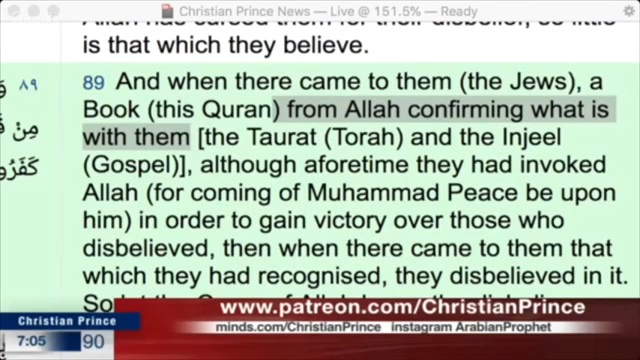 Christian Prince News — Live @ 151.5% — Ready
is that which they believe.
89 And when there came to them (the Jews), a
Book (this Quran) from Allah confirming what is
with them [the Taurat (Torah) and the Injeel
(Gospel)], although aforetime they had invoked
Allah (for coming of Muhammad Peace be upon
him) in order to gain victory over those who
disbelieved, then when there came to them that
which they had recognised, they disbelieved in it.
٨٩
مِنْ
كَفَرُو
www.patreon.com/ChristianPrince
Christian Prince
minds.com/ChristianPrince instagram ArabianProphet
7:05
90